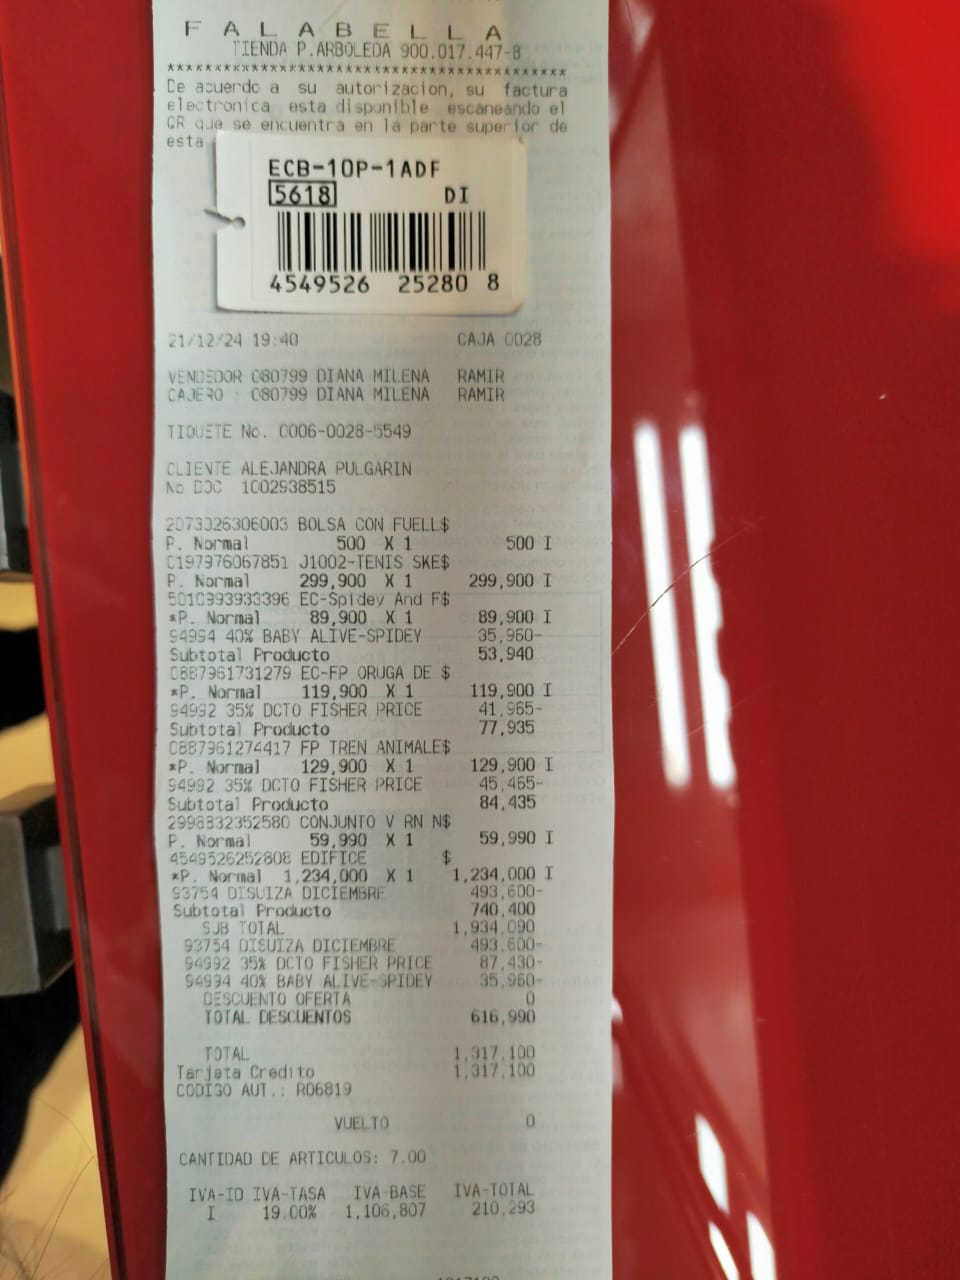 F A L A B E L L A
TIENDA P.ARBOLEDA 900.017.447-8
******************************************
De acuerdo a su autorizacion, su factura
electronica esta disponible escaneando el
QR que se encuentra en la parte superior de
esta
ECB-10P-1ADF
5618 DI
4549526 25280 8
21/12/24 19:40 CAJA 0028
VENDEDOR 080799 DIANA MILENA RAMIR
CAJERO : 080799 DIANA MILENA RAMIR
TIQUETE No. 0006-0028-5549
CLIENTE ALEJANDRA PULGARIN
No DOC 1002938515
2073026306003 BOLSA CON FUELL$
P. Normal 500 X 1 500 I
0197976067851 J1002-TENIS SKE$
P. Normal 299,900 X 1 299,900 I
5010993933396 EC-Spidey And F$
*P. Normal 89,900 X 1 89,900 I
94994 40% BABY ALIVE-SPIDEY 35,960-
Subtotal Producto 53,940
0887961731279 EC-FP ORUGA DE $
*P. Normal 119,900 X 1 119,900 I
94992 35% DCTO FISHER PRICE 41,965-
Subtotal Producto 77,935
0887961274417 FP TREN ANIMALE$
*P. Normal 129,900 X 1 129,900 I
94992 35% DCTO FISHER PRICE 45,465-
Subtotal Producto 84,435
2998832352580 CONJUNTO V RN N$
P. Normal 59,990 X 1 59,990 I
4549526252808 EDIFICE $
*P. Normal 1,234,000 X 1 1,234,000 I
93754 DISUIZA DICIEMBRE 493,600-
Subtotal Producto 740,400
SUB TOTAL 1,934,090
93754 DISUIZA DICIEMBRE 493,600-
94992 35% DCTO FISHER PRICE 87,430-
94994 40% BABY ALIVE-SPIDEY 35,960-
DESCUENTO OFERTA 0
TOTAL DESCUENTOS 616,990
TOTAL 1,317,100
Tarjeta Credito 1,317,100
CODIGO AUT.: R06819
VUELTO 0
CANTIDAD DE ARTICULOS: 7.00
IVA-ID IVA-TASA IVA-BASE IVA-TOTAL
I 19.00% 1,106,807 210,293